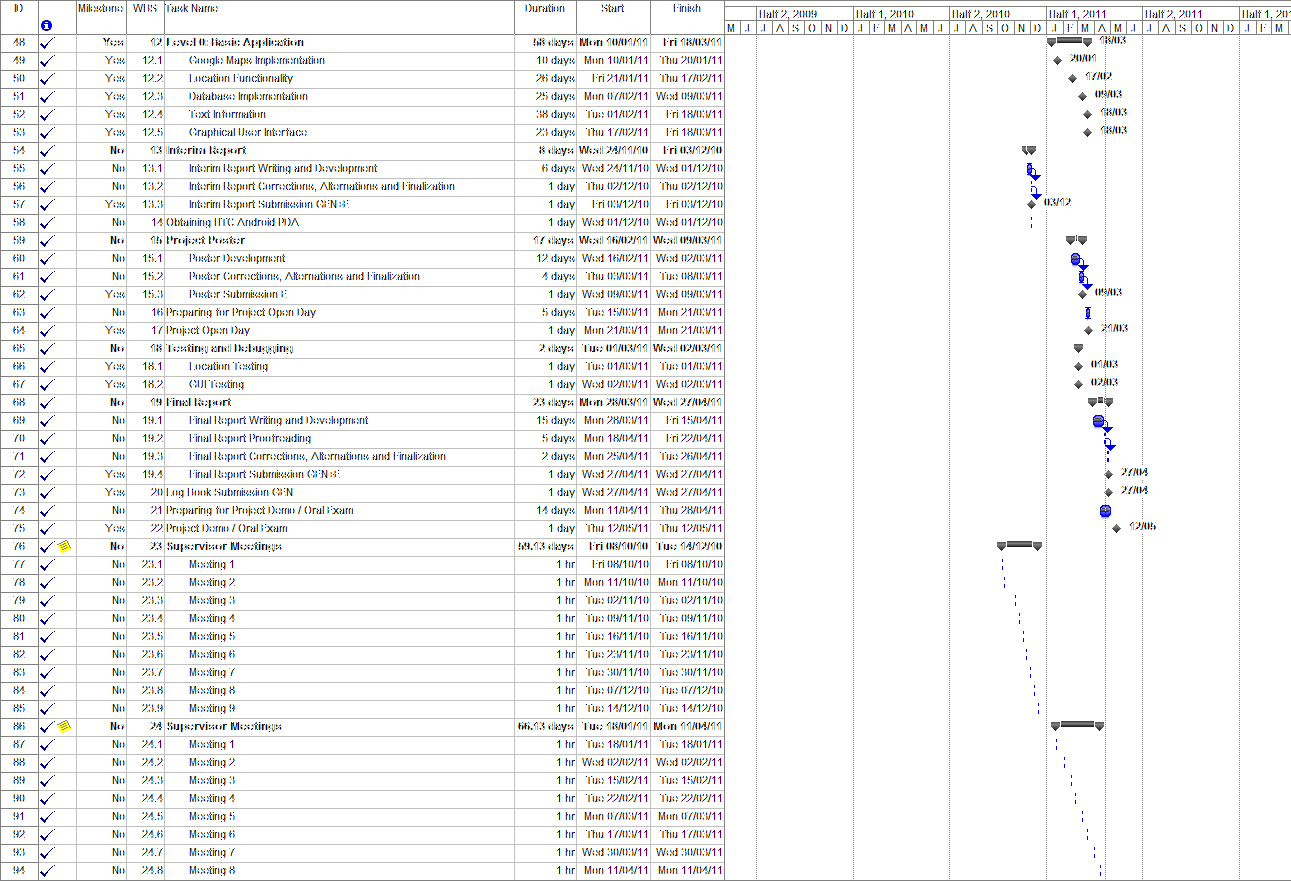 ID Milestone WBS Task Name Duration Start Finish
Half 2, 2009 Half 1, 2010 Half 2, 2010 Half 1, 2011 Half 2, 2011 Half 1, 201
M J J A S O N D J F M A M J J A S O N D J F M A M J J A S O N D J F M
48 Yes 12 Level 0: Basic Application 58 days Mon 10/01/11 Fri 18/03/11 18/03
49 Yes 12.1 Google Maps Implementation 10 days Mon 10/01/11 Thu 20/01/11 20/01
50 Yes 12.2 Location Functionality 26 days Fri 21/01/11 Thu 17/02/11 17/02
51 Yes 12.3 Database Implementation 25 days Mon 07/02/11 Wed 09/03/11 09/03
52 Yes 12.4 Text Information 38 days Tue 01/02/11 Fri 18/03/11 18/03
53 Yes 12.5 Graphical User Interface 23 days Thu 17/02/11 Fri 18/03/11 18/03
54 No 13 Interim Report 8 days Wed 24/11/10 Fri 03/12/10
55 No 13.1 Interim Report Writing and Development 6 days Wed 24/11/10 Wed 01/12/10
56 No 13.2 Interim Report Corrections, Alternations and Finalization 1 day Thu 02/12/10 Thu 02/12/10
57 Yes 13.3 Interim Report Submission GEN&E 1 day Fri 03/12/10 Fri 03/12/10 03/12
58 No 14 Obtaining HTC Android PDA 1 day Wed 01/12/10 Wed 01/12/10
59 No 15 Project Poster 17 days Wed 16/02/11 Wed 09/03/11
60 No 15.1 Poster Development 12 days Wed 16/02/11 Wed 02/03/11
61 No 15.2 Poster Corrections, Alternations and Finalization 4 days Thu 03/03/11 Tue 08/03/11
62 Yes 15.3 Poster Submission E 1 day Wed 09/03/11 Wed 09/03/11 09/03
63 No 16 Preparing for Project Open Day 5 days Tue 15/03/11 Mon 21/03/11
64 Yes 17 Project Open Day 1 day Mon 21/03/11 Mon 21/03/11 21/03
65 No 18 Testing and Debugging 2 days Tue 01/03/11 Wed 02/03/11
66 Yes 18.1 Location Testing 1 day Tue 01/03/11 Tue 01/03/11 01/03
67 Yes 18.2 GUI Testing 1 day Wed 02/03/11 Wed 02/03/11 02/03
68 No 19 Final Report 23 days Mon 28/03/11 Wed 27/04/11
69 No 19.1 Final Report Writing and Development 15 days Mon 28/03/11 Fri 15/04/11
70 No 19.2 Final Report Proofreading 5 days Mon 18/04/11 Fri 22/04/11
71 No 19.3 Final Report Corrections, Alternations and Finalization 2 days Mon 25/04/11 Tue 26/04/11
72 Yes 19.4 Final Report Submission GEN&E 1 day Wed 27/04/11 Wed 27/04/11 27/04
73 Yes 20 Log Book Submission GEN 1 day Wed 27/04/11 Wed 27/04/11 27/04
74 No 21 Preparing for Project Demo / Oral Exam 14 days Mon 11/04/11 Thu 28/04/11
75 Yes 22 Project Demo / Oral Exam 1 day Thu 12/05/11 Thu 12/05/11 12/05
76 No 23 Supervisor Meetings 59.13 days Fri 08/10/10 Tue 14/12/10
77 No 23.1 Meeting 1 1 hr Fri 08/10/10 Fri 08/10/10
78 No 23.2 Meeting 2 1 hr Mon 11/10/10 Mon 11/10/10
79 No 23.3 Meeting 3 1 hr Tue 02/11/10 Tue 02/11/10
80 No 23.4 Meeting 4 1 hr Tue 09/11/10 Tue 09/11/10
81 No 23.5 Meeting 5 1 hr Tue 16/11/10 Tue 16/11/10
82 No 23.6 Meeting 6 1 hr Tue 23/11/10 Tue 23/11/10
83 No 23.7 Meeting 7 1 hr Tue 30/11/10 Tue 30/11/10
84 No 23.8 Meeting 8 1 hr Tue 07/12/10 Tue 07/12/10
85 No 23.9 Meeting 9 1 hr Tue 14/12/10 Tue 14/12/10
86 No 24 Supervisor Meetings 66.13 days Tue 18/01/11 Mon 11/04/11
87 No 24.1 Meeting 1 1 hr Tue 18/01/11 Tue 18/01/11
88 No 24.2 Meeting 2 1 hr Wed 02/02/11 Wed 02/02/11
89 No 24.3 Meeting 3 1 hr Tue 15/02/11 Tue 15/02/11
90 No 24.4 Meeting 4 1 hr Tue 22/02/11 Tue 22/02/11
91 No 24.5 Meeting 5 1 hr Mon 07/03/11 Mon 07/03/11
92 No 24.6 Meeting 6 1 hr Thu 17/03/11 Thu 17/03/11
93 No 24.7 Meeting 7 1 hr Wed 30/03/11 Wed 30/03/11
94 No 24.8 Meeting 8 1 hr Mon 11/04/11 Mon 11/04/11